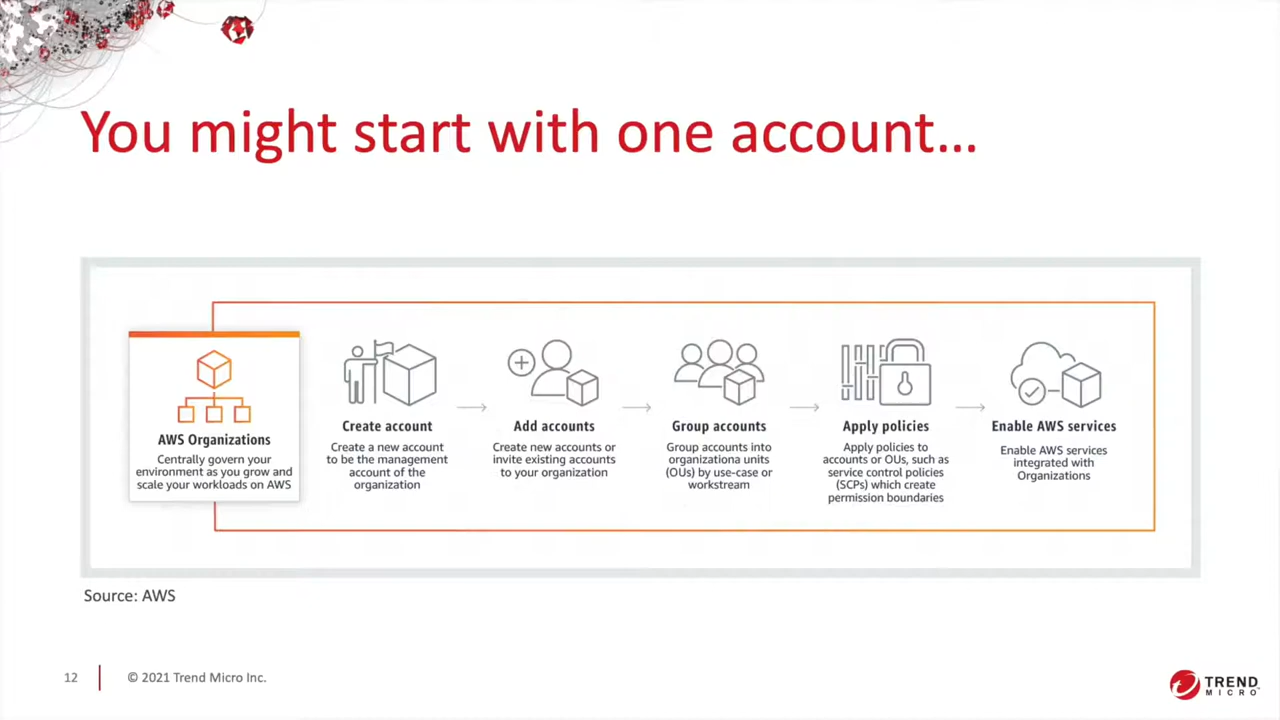 You might start with one account...
AWS Organizations
Centrally govern your
environment as you grow and
scale your workloads on AWS
Create account
Create a new account
to be the management
account of the
organization
Add accounts
Create new accounts or
invite existing accounts
to your organization
Group accounts
Group accounts into
organizationa units
(OUs) by use-case or
workstream
Apply policies
Apply policies to
accounts or OUs, such as
service control policies
(SCPs) which create
permission boundaries
Enable AWS services
Enable AWS services
integrated with
Organizations
Source: AWS
12
© 2021 Trend Micro Inc.
TREND
MICRO